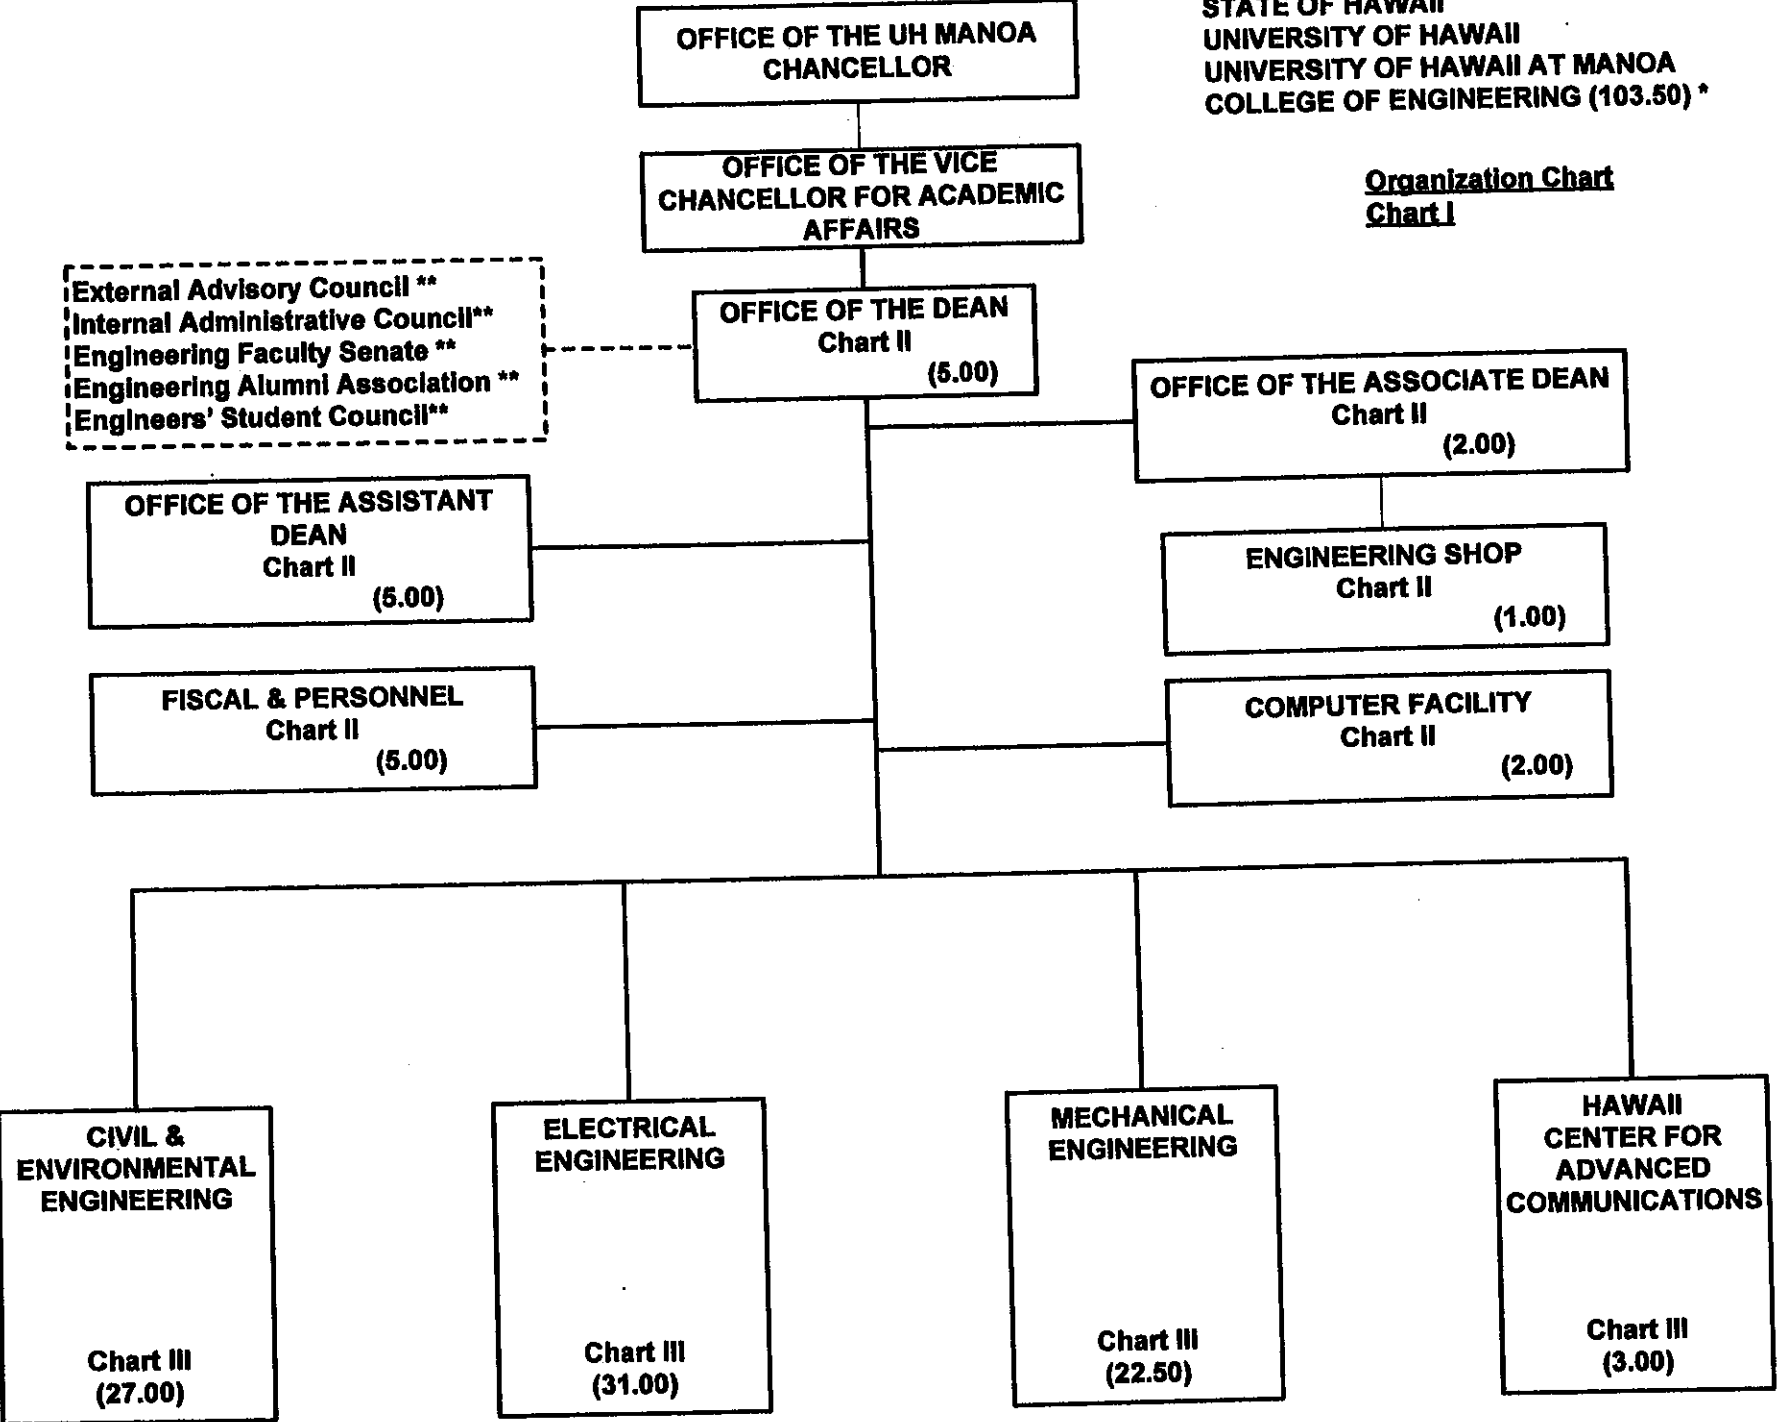 STATE OF HAWAII
UNIVERSITY OF HAWAII
UNIVERSITY OF HAWAII AT MANOA
COLLEGE OF ENGINEERING (103.50) *
Organization Chart
Chart I
OFFICE OF THE UH MANOA
CHANCELLOR
OFFICE OF THE VICE
CHANCELLOR FOR ACADEMIC
AFFAIRS
External Advisory Council **
Internal Administrative Council**
Engineering Faculty Senate **
Engineering Alumni Association **
Engineers' Student Council**
OFFICE OF THE DEAN
Chart II
(5.00)
OFFICE OF THE ASSOCIATE DEAN
Chart II
(2.00)
OFFICE OF THE ASSISTANT
DEAN
Chart II
(5.00)
ENGINEERING SHOP
Chart II
(1.00)
FISCAL & PERSONNEL
Chart II
(5.00)
COMPUTER FACILITY
Chart II
(2.00)
CIVIL &
ENVIRONMENTAL
ENGINEERING
Chart III
(27.00)
ELECTRICAL
ENGINEERING
Chart III
(31.00)
MECHANICAL
ENGINEERING
Chart III
(22.50)
HAWAII
CENTER FOR
ADVANCED
COMMUNICATIONS
Chart III
(3.00)